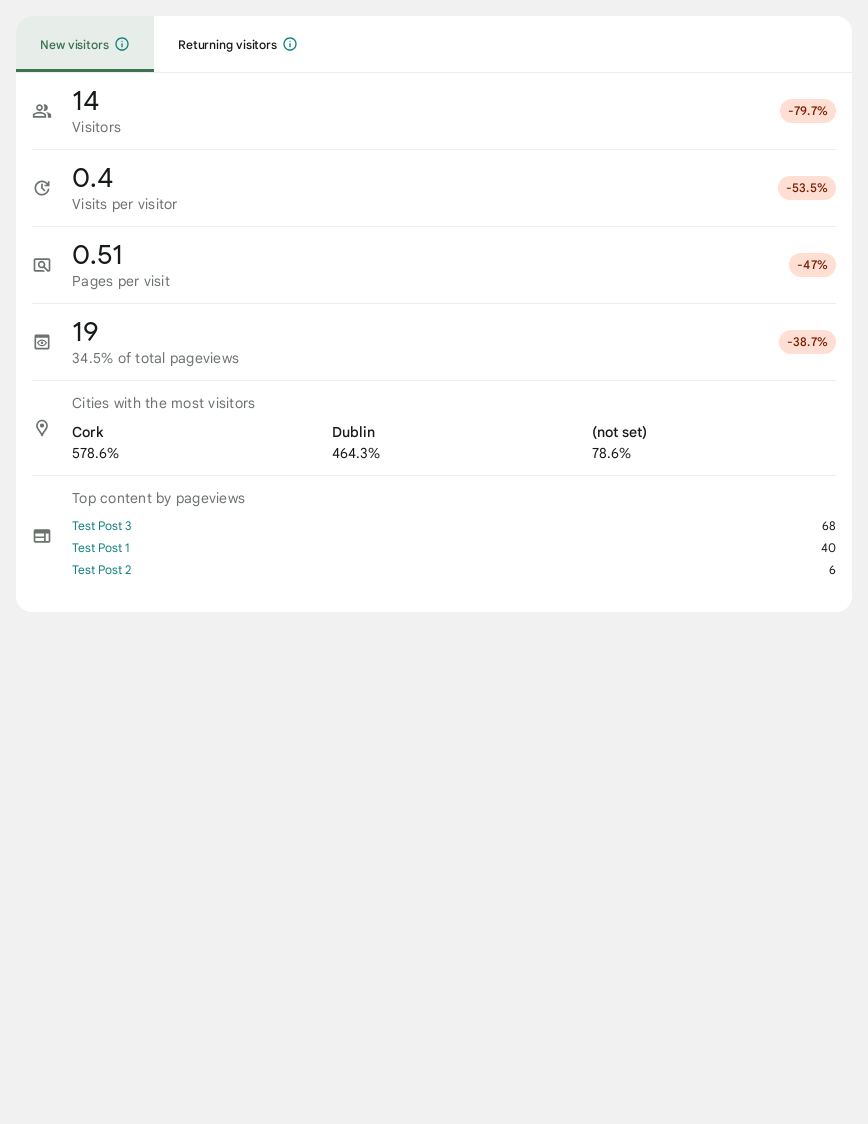 New visitors
Returning visitors
14
Visitors
-79.7%
0.4
Visits per visitor
-53.5%
0.51
Pages per visit
-47%
19
34.5% of total pageviews
-38.7%
Cities with the most visitors
Cork Dublin (not set)
578.6% 464.3% 78.6%
Top content by pageviews
Test Post 3 68
Test Post 1 40
Test Post 2 6